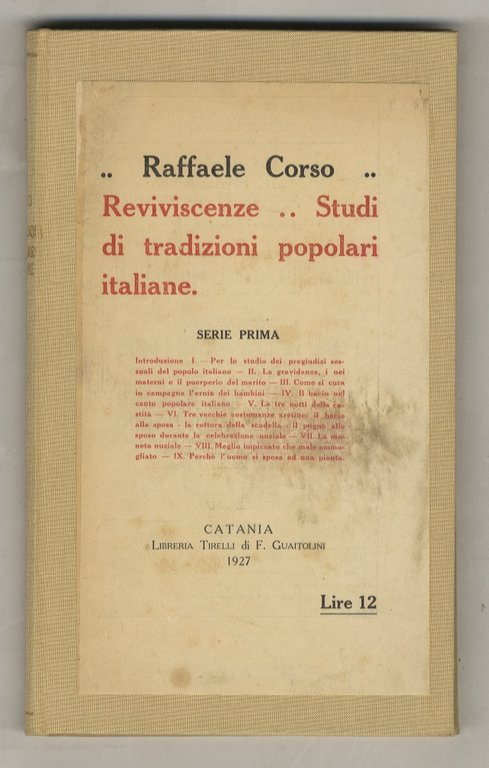 .. Raffaele Corso ..
Reviviscenze .. Studi
di tradizioni popolari
italiane.
SERIE PRIMA
Introduzione I. — Per lo studio dei pregiudizi ses-
suali del popolo italiano — II. La gravidanza, i nei
materni e il puerperio del marito — III. Come si cura
in campagna l'ernia dei bambini — IV. Il bacio nel
canto popolare italiano — V. Le tre notti della ca-
stità — VI. Tre vecchie costumanze aretine: il bacio
alla sposa - la rottura della scodella - il pugno allo
sposo durante la celebrazione nuziale — VII. La mo-
neta nuziale — VIII. Meglio impiccato che male ammo-
gliato — IX. Perchè l'uomo si sposa ad una pianta.
CATANIA
LIBRERIA TIRELLI di F. GUAITOLINI
1927
Lire 12